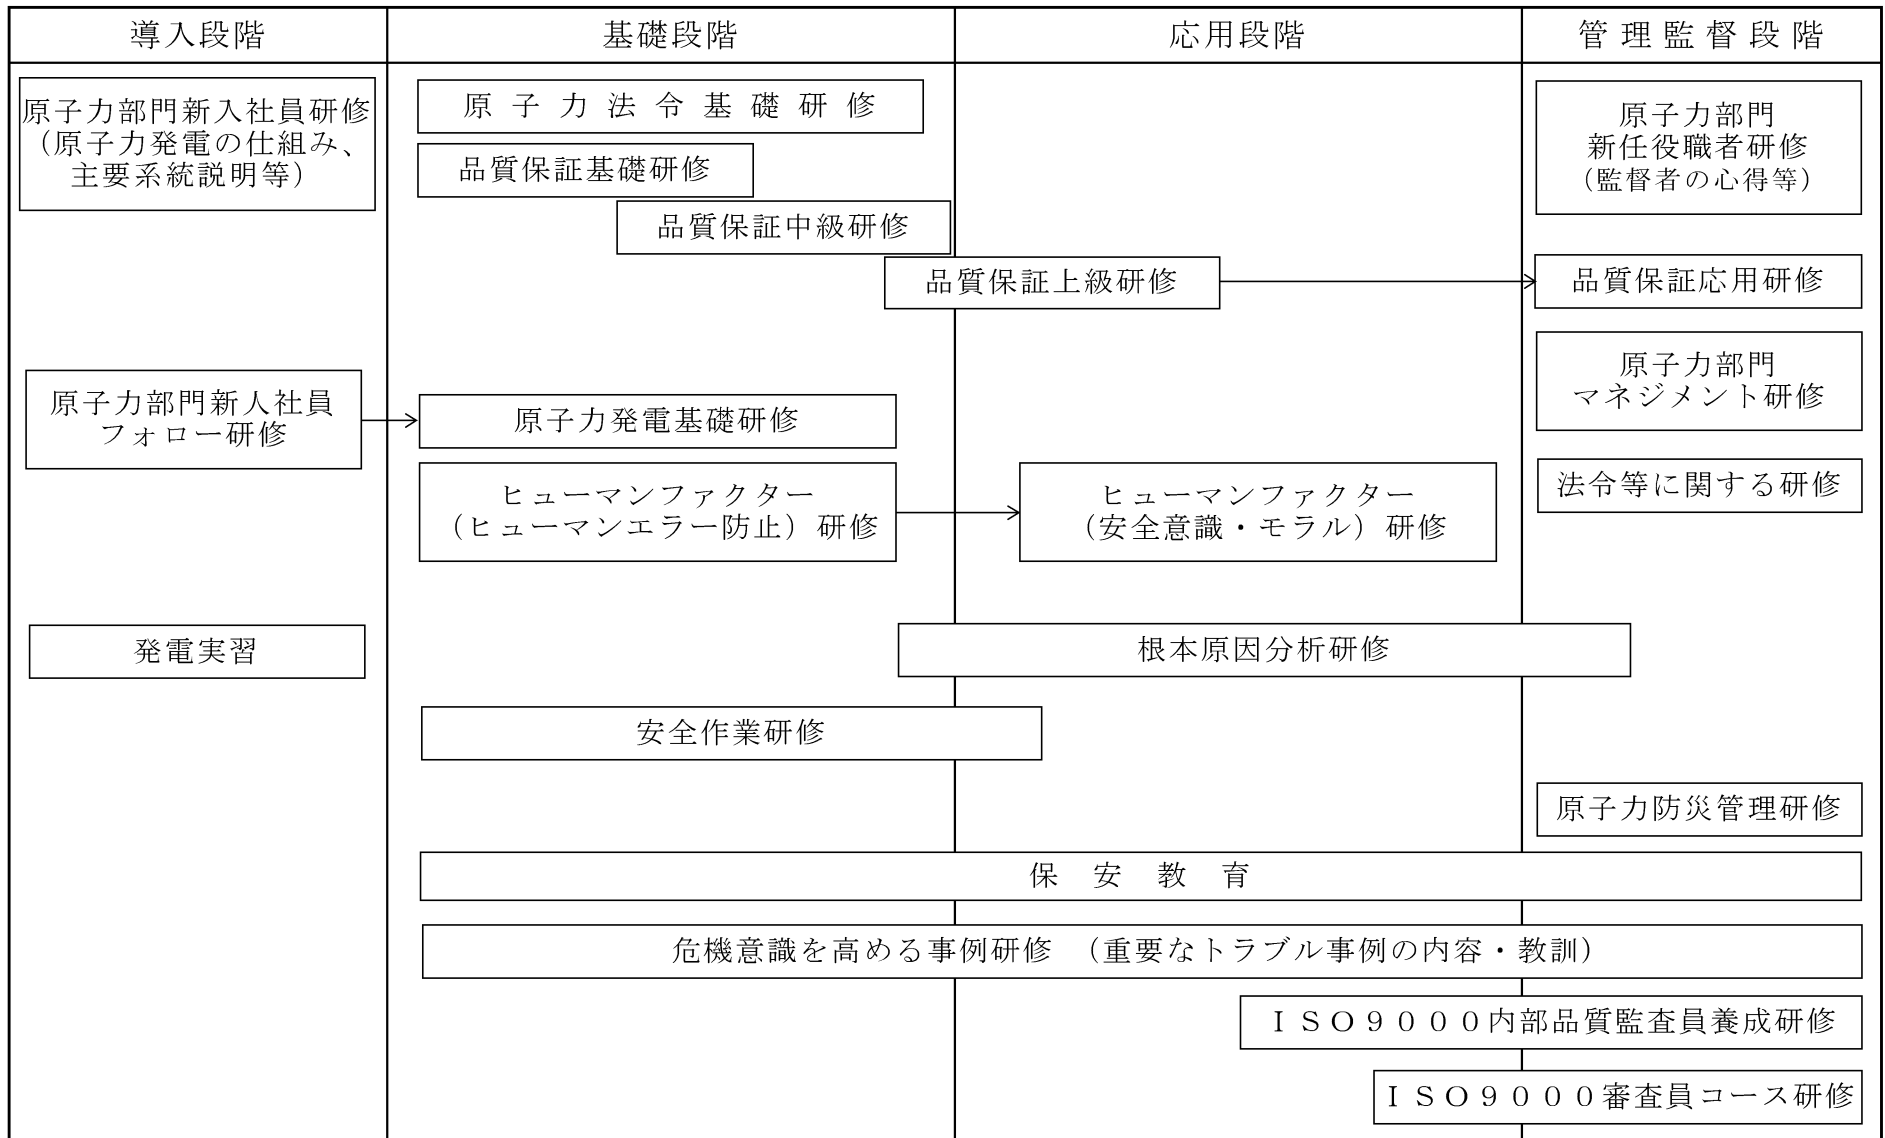 導入段階
基礎段階
応用段階
管理監督段階
原子力部門新入社員研修
（原子力発電の仕組み、
主要系統説明等）
原子力法令基礎研修
原子力部門
新任役職者研修
（監督者の心得等）
品質保証基礎研修
品質保証中級研修
品質保証上級研修
品質保証応用研修
原子力部門
マネジメント研修
原子力部門新人社員
フォロー研修
原子力発電基礎研修
ヒューマンファクター
（ヒューマンエラー防止）研修
ヒューマンファクター
（安全意識・モラル）研修
法令等に関する研修
発電実習
根本原因分析研修
安全作業研修
原子力防災管理研修
保安教育
危機意識を高める事例研修　（重要なトラブル事例の内容・教訓）
ＩＳＯ９０００内部品質監査員養成研修
ＩＳＯ９０００審査員コース研修